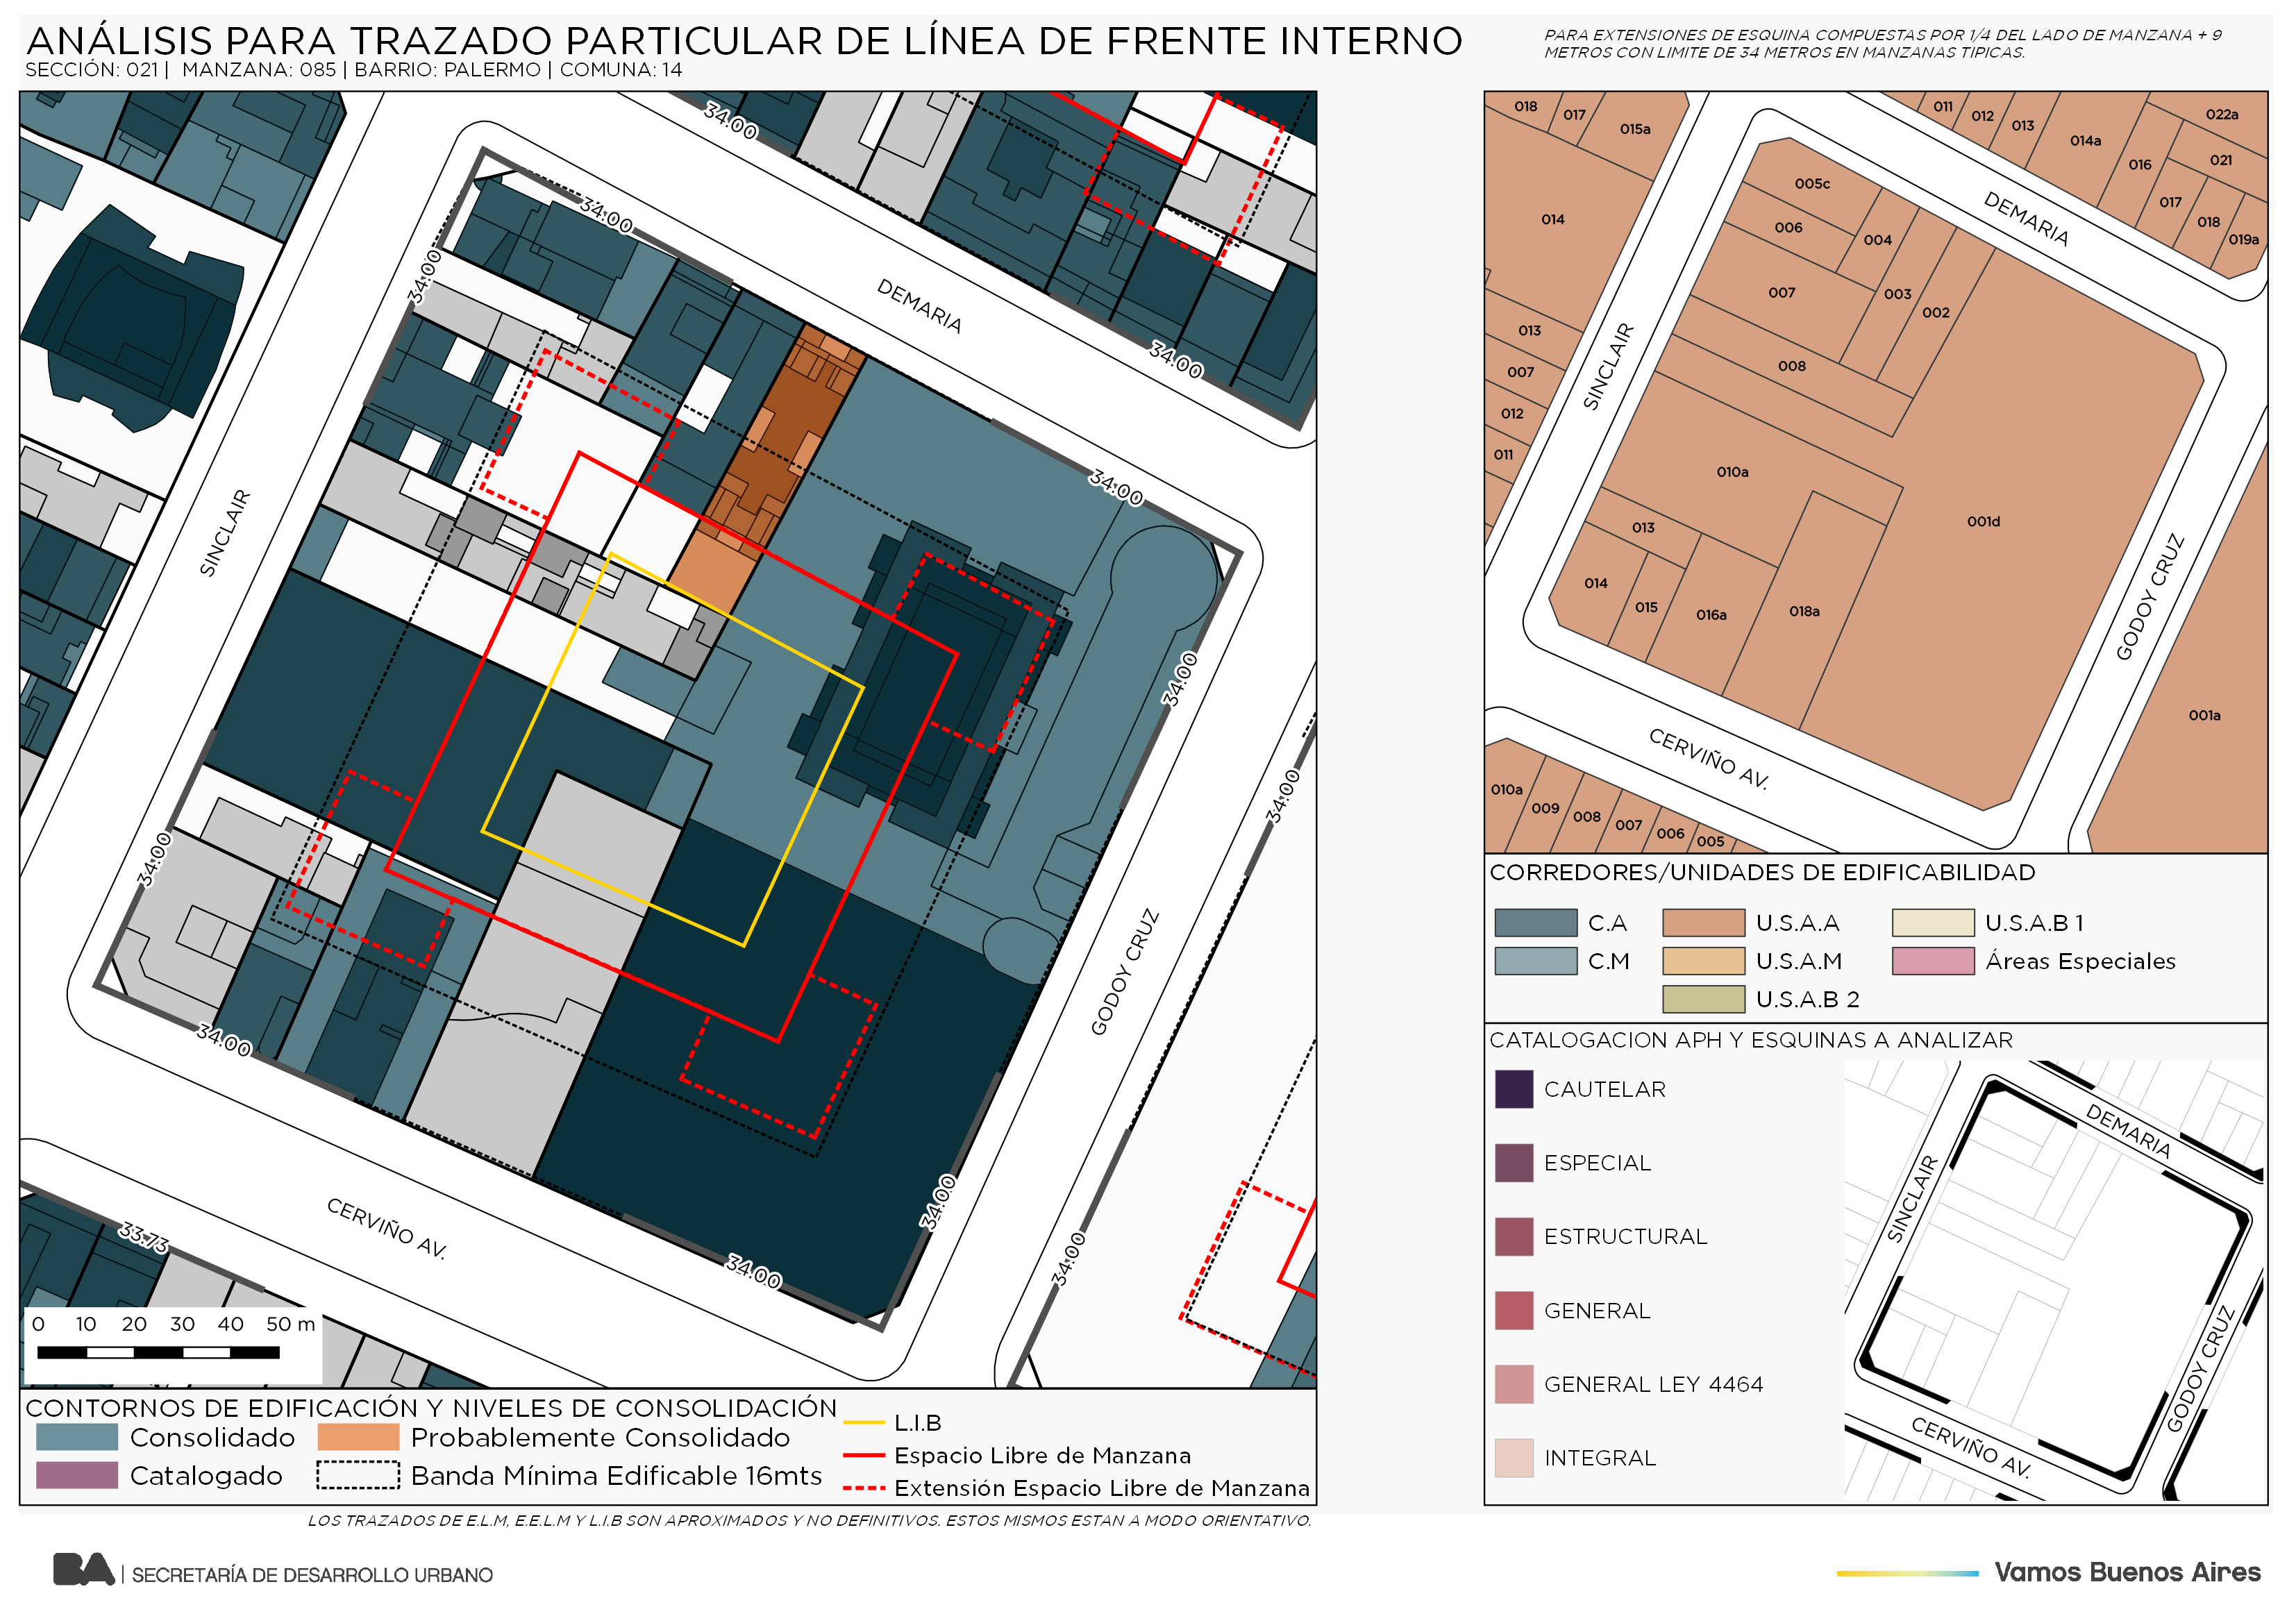 ANÁLISIS PARA TRAZADO PARTICULAR DE LÍNEA DE FRENTE INTERNO
SECCIÓN: 021 | MANZANA: 085 | BARRIO: PALERMO | COMUNA: 14
PARA EXTENSIONES DE ESQUINA COMPUESTAS POR 1/4 DEL LADO DE MANZANA + 9
METROS CON LIMITE DE 34 METROS EN MANZANAS TIPICAS.
34.00
34.00
34.00
DEMARIA
34.00
34.00
SINCLAIR
34.00
34.00
34.00
GODOY CRUZ
34.00
34.00
34.00
34.00
CERVIÑO AV.
33.73
34.00
0 10 20 30 40 50 m
018
017
015a
011
012
013
014a
022a
016
021
017
018
019a
014
005c
006
004
DEMARIA
007
003
002
013
SINCLAIR
008
007
012
011
010a
001d
013
014
015
016a
018a
GODOY CRUZ
001a
CERVIÑO AV.
010a
009
008
007
006
005
CORREDORES/UNIDADES DE EDIFICABILIDAD
C.A
U.S.A.A
U.S.A.B 1
C.M
U.S.A.M
Áreas Especiales
U.S.A.B 2
CATALOGACION APH Y ESQUINAS A ANALIZAR
CAUTELAR
ESPECIAL
ESTRUCTURAL
GENERAL
GENERAL LEY 4464
INTEGRAL
DEMARIA
SINCLAIR
GODOY CRUZ
CERVIÑO AV.
CONTORNOS DE EDIFICACIÓN Y NIVELES DE CONSOLIDACIÓN
Consolidado
Probablemente Consolidado
Catalogado
Banda Mínima Edificable 16mts
L.I.B
Espacio Libre de Manzana
Extensión Espacio Libre de Manzana
LOS TRAZADOS DE E.L.M, E.E.L.M Y L.I.B SON APROXIMADOS Y NO DEFINITIVOS. ESTOS MISMOS ESTAN A MODO ORIENTATIVO.
BA | SECRETARÍA DE DESARROLLO URBANO
Vamos Buenos Aires